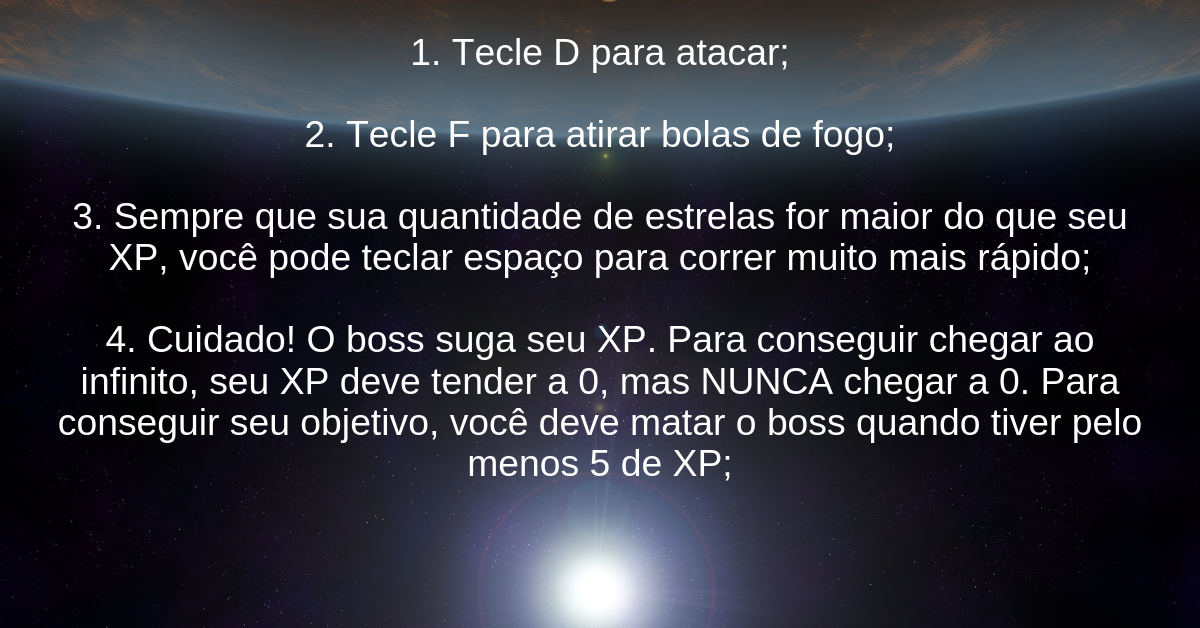 1. Tecle D para atacar;
2. Tecle F para atirar bolas de fogo;
3. Sempre que sua quantidade de estrelas for maior do que seu
XP, você pode teclar espaço para correr muito mais rápido;
4. Cuidado! O boss suga seu XP. Para conseguir chegar ao
infinito, seu XP deve tender a 0, mas NUNCA chegar a 0. Para
conseguir seu objetivo, você deve matar o boss quando tiver pelo
menos 5 de XP;